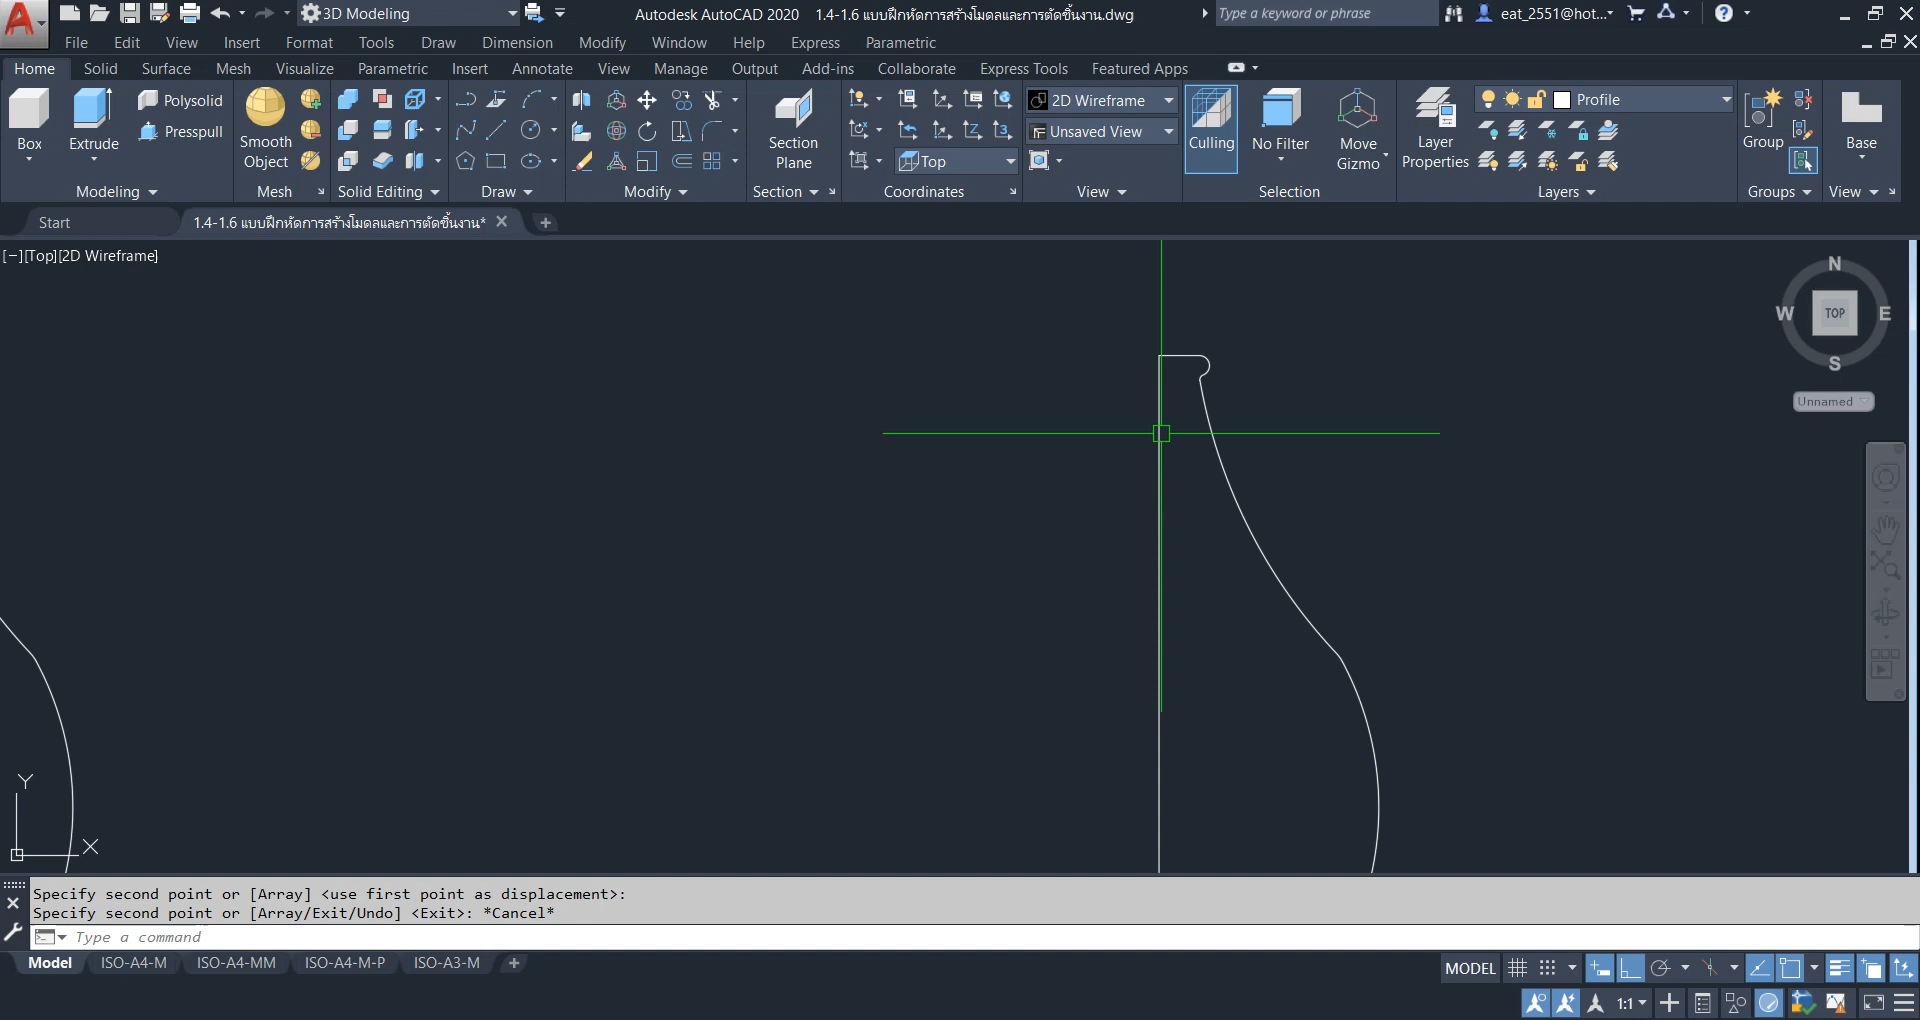 3D Modeling
Autodesk AutoCAD 2020 1.4-1.6 แบบฝึกหัดการสร้างโมเดลและการตัดชิ้นงาน.dwg
Type a keyword or phrase
eat_2551@hot...
File Edit View Insert Format Tools Draw Dimension Modify Window Help Express Parametric
Home Solid Surface Mesh Visualize Parametric Insert Annotate View Manage Output Add-ins Collaborate Express Tools Featured Apps
Box
Extrude
Polysolid
Presspull
Modeling
Smooth
Object
Mesh
Solid Editing
Draw
Modify
Section
Plane
Section
Top
Coordinates
2D Wireframe
Unsaved View
View
Culling
No Filter
Move
Gizmo
Selection
Layer
Properties
Profile
Layers
Group
Groups
Base
View
Start
1.4-1.6 แบบฝึกหัดการสร้างโมเดลและการตัดชิ้นงาน*
[−][Top][2D Wireframe]
N
W TOP E
S
Unnamed
Y
X
Specify second point or [Array] <use first point as displacement>:
Specify second point or [Array/Exit/Undo] <Exit>: *Cancel*
Type a command
Model ISO-A4-M ISO-A4-MM ISO-A4-M-P ISO-A3-M
MODEL
1:1